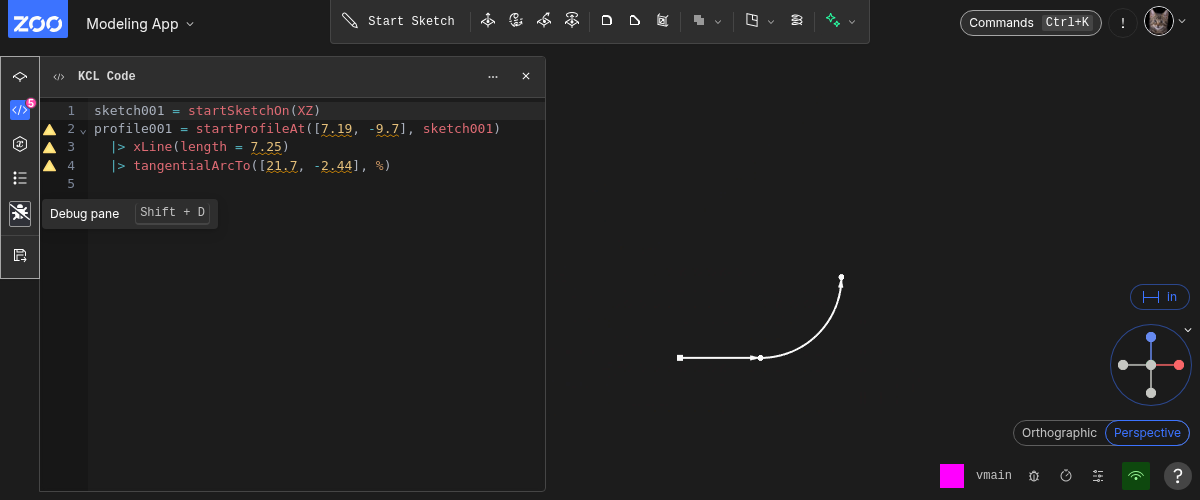 ZOO Modeling App Start Sketch Commands Ctrl+K !
KCL Code
5
1 sketch001 = startSketchOn(XZ)
2 profile001 = startProfileAt([7.19, -9.7], sketch001)
3 |> xLine(length = 7.25)
4 |> tangentialArcTo([21.7, -2.44], %)
5
Debug pane Shift + D
in
Orthographic Perspective
vmain ?